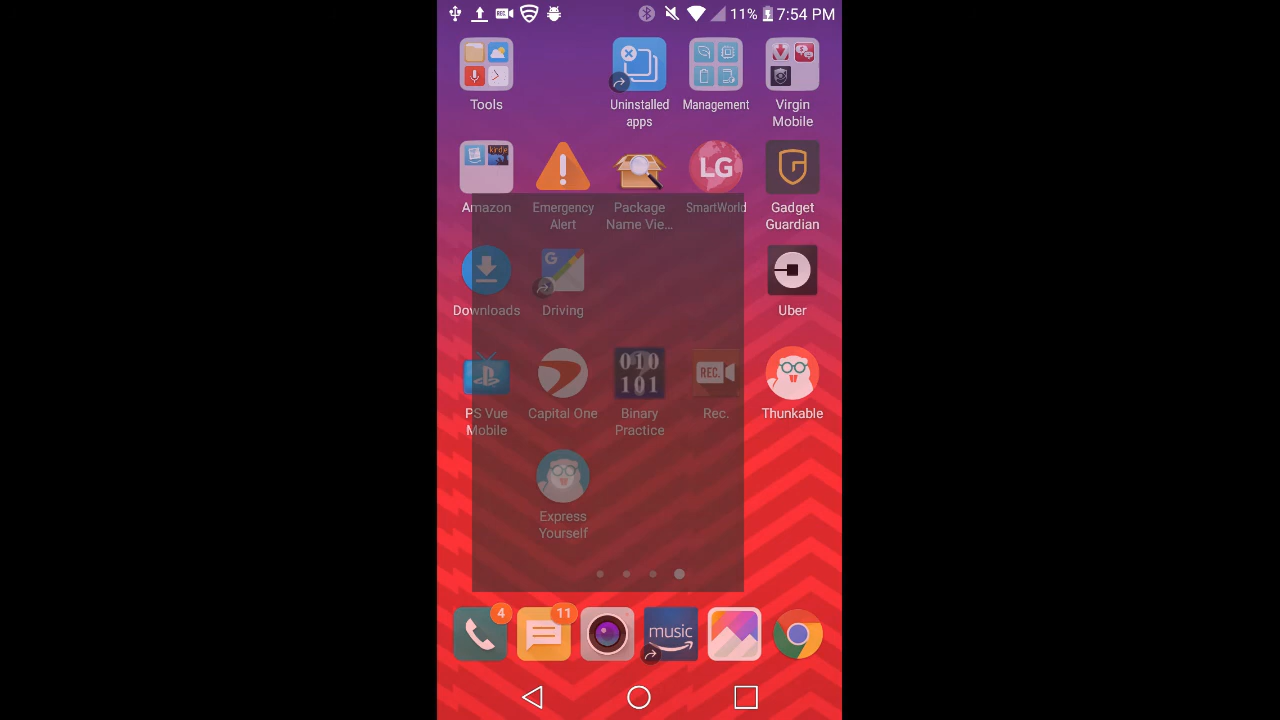 REC. 11% 7:54 PM
Tools
Uninstalled
apps
Management
Virgin
Mobile
kindle
LG
Amazon
Emergency
Alert
Package
Name Vie...
SmartWorld
Gadget
Guardian
G
Downloads
Driving
Uber
010
101
REC.
PS Vue
Mobile
Capital One
Binary
Practice
Rec.
Thunkable
Express
Yourself
4
11
music